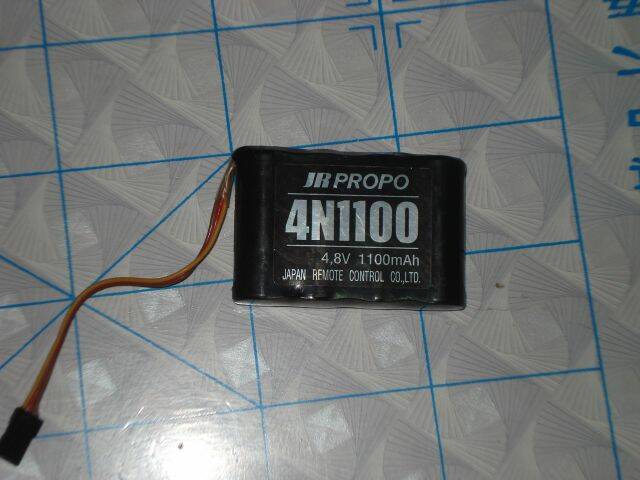 JR PROPO
4N1100
4,8V 1100mAh
JAPAN REMOTE CONTROL CO.,LTD.